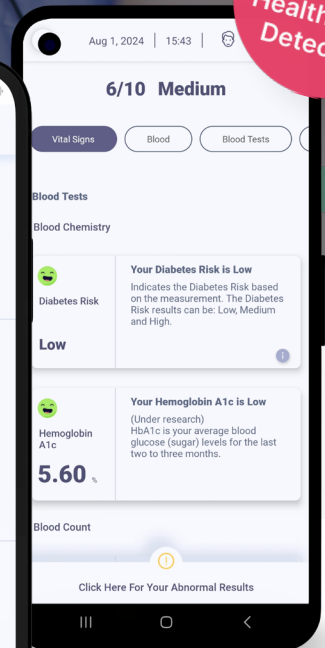 Health
Detec
Aug 1, 2024 | 15:43 |
6/10 Medium
Vital Signs
Blood
Blood Tests
Blood Tests
Blood Chemistry
Diabetes Risk
Low
Your Diabetes Risk is Low
Indicates the Diabetes Risk based
on the measurement. The Diabetes
Risk results can be: Low, Medium
and High.
i
Hemoglobin
A1c
5.60 %
Your Hemoglobin A1c is Low
(Under research)
HbA1c is your average blood
glucose (sugar) levels for the last
two to three months.
Blood Count
Click Here For Your Abnormal Results